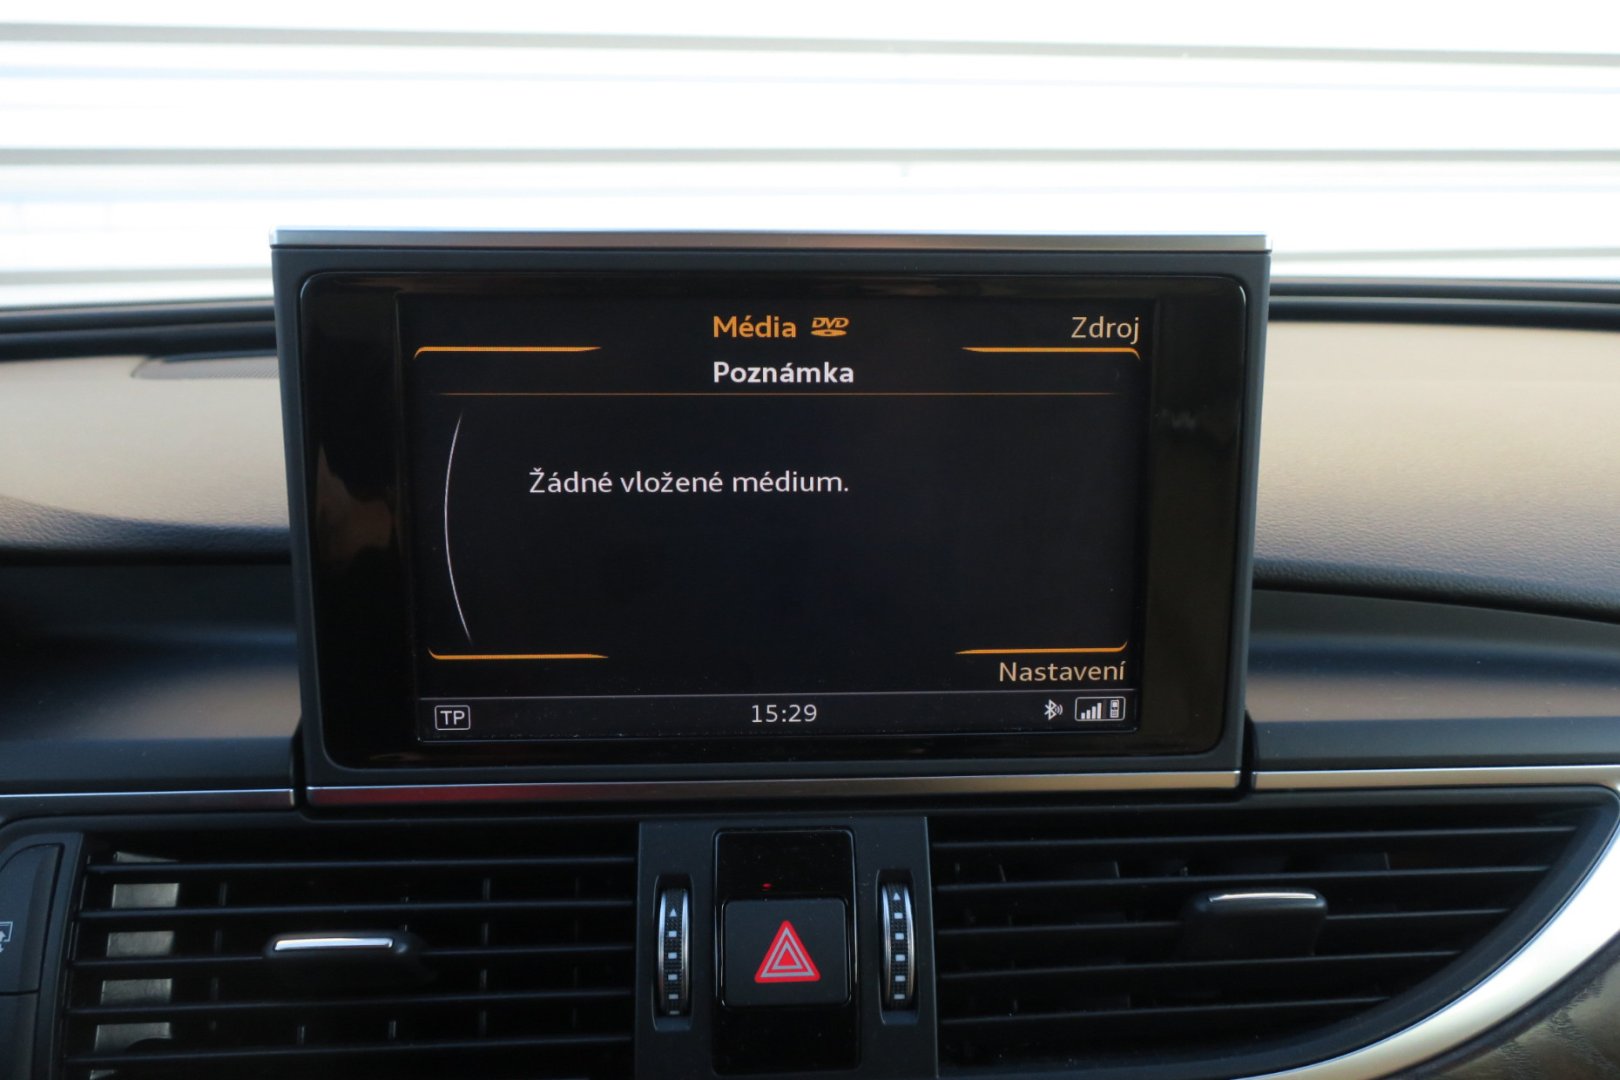 Média DVD Zdroj
Poznámka
Žádné vložené médium.
Nastavení
TP 15:29